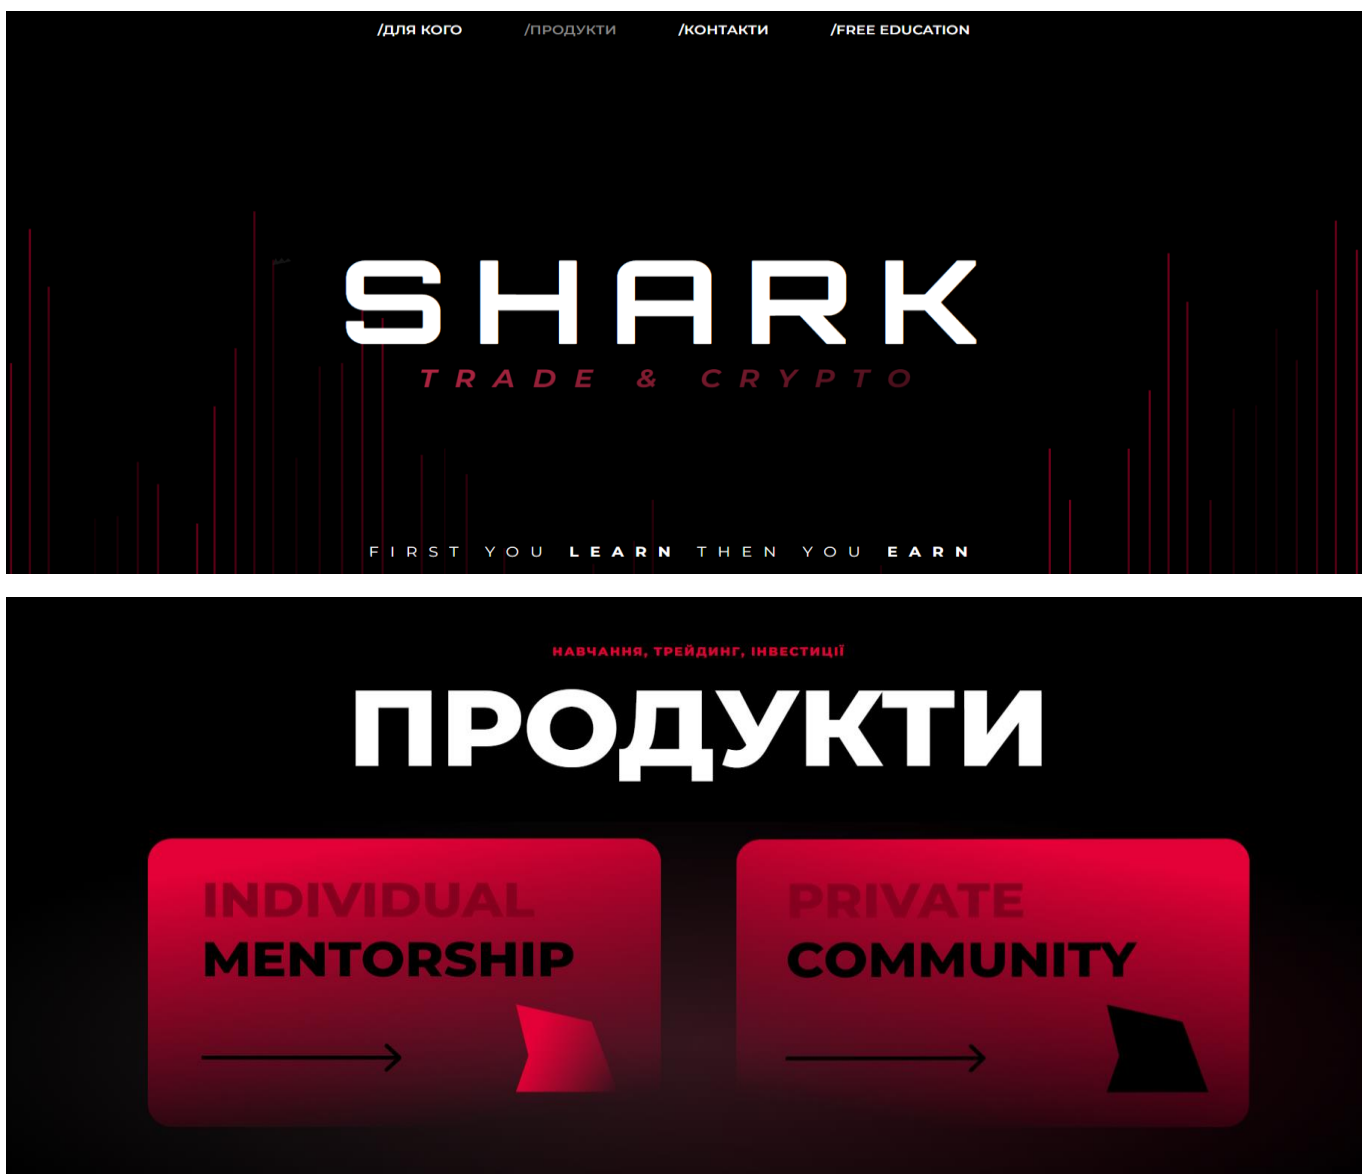 /ДЛЯ КОГО /ПРОДУКТИ /КОНТАКТИ /FREE EDUCATION
SHARK
TRADE & CRYPTO
FIRST YOU LEARN THEN YOU EARN
НАВЧАННЯ, ТРЕЙДИНГ, ІНВЕСТИЦІЇ
ПРОДУКТИ
INDIVIDUAL
MENTORSHIP
PRIVATE
COMMUNITY